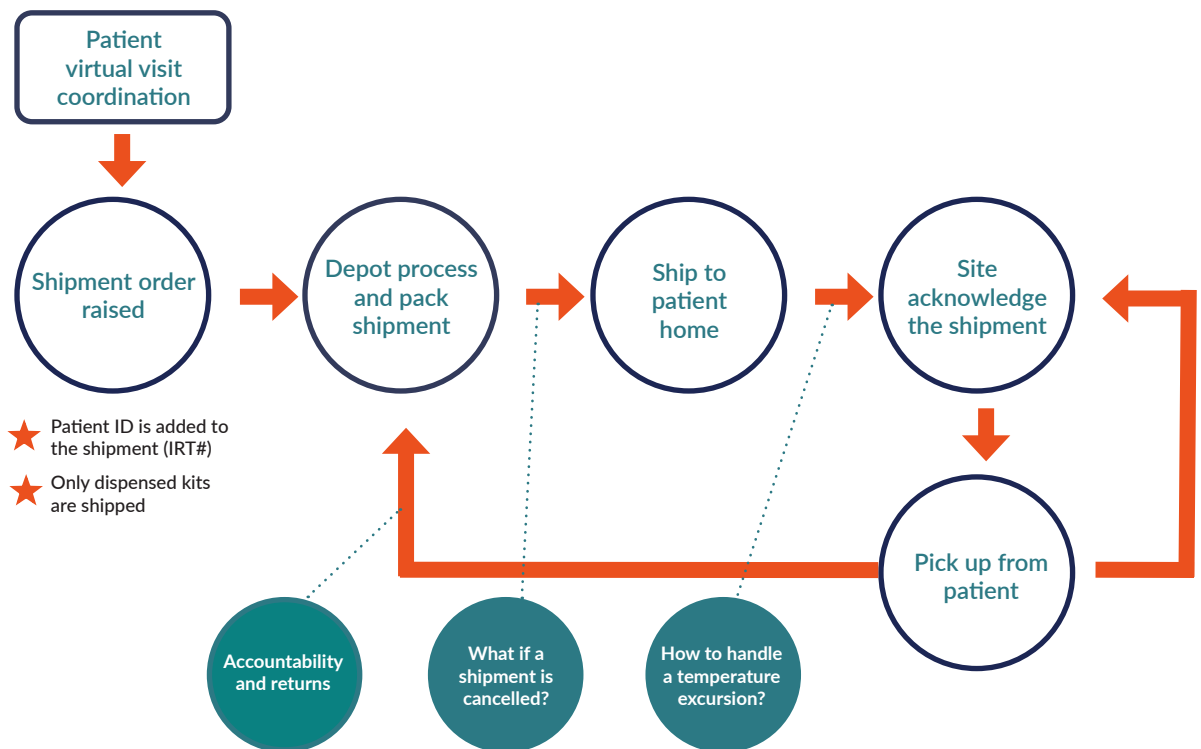 Patient
virtual visit
coordination
Shipment order
raised
Depot process
and pack
shipment
Ship to
patient
home
Site
acknowledge
the shipment
Patient ID is added to
the shipment (IRT#)
Only dispensed kits
are shipped
Pick up from
patient
Accountability
and returns
What if a
shipment is
cancelled?
How to handle
a temperature
excursion?